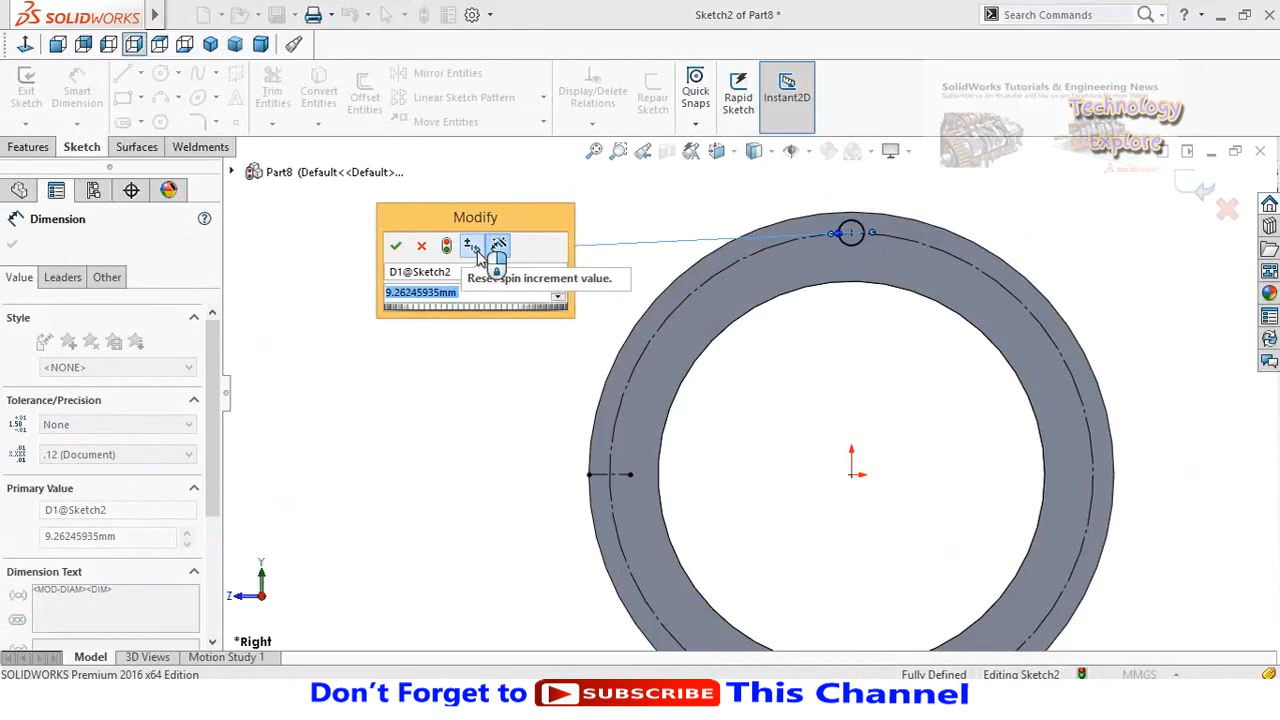 SOLIDWORKS
Sketch2 of Part8 *
Search Commands
?
Exit Sketch
Smart Dimension
Trim Entities
Convert Entities
Offset Entities
Mirror Entities
Linear Sketch Pattern
Move Entities
Display/Delete Relations
Repair Sketch
Quick Snaps
Rapid Sketch
Instant2D
SolidWorks Tutorials & Engineering News
Technology
Explore
Features
Sketch
Surfaces
Weldments
Part8 (Default<<Default>...
Dimension
Modify
D1@Sketch2
Reset spin increment value.
9.26245935mm
Value
Leaders
Other
Style
<NONE>
Tolerance/Precision
None
.12 (Document)
Primary Value
D1@Sketch2
9.26245935mm
Dimension Text
<MOD-DIAM><DIM>
Y
Z
*Right
Model
3D Views
Motion Study 1
SOLIDWORKS Premium 2016 x64 Edition
Fully Defined
Editing Sketch2
MMGS
Don't Forget to SUBSCRIBE This Channel